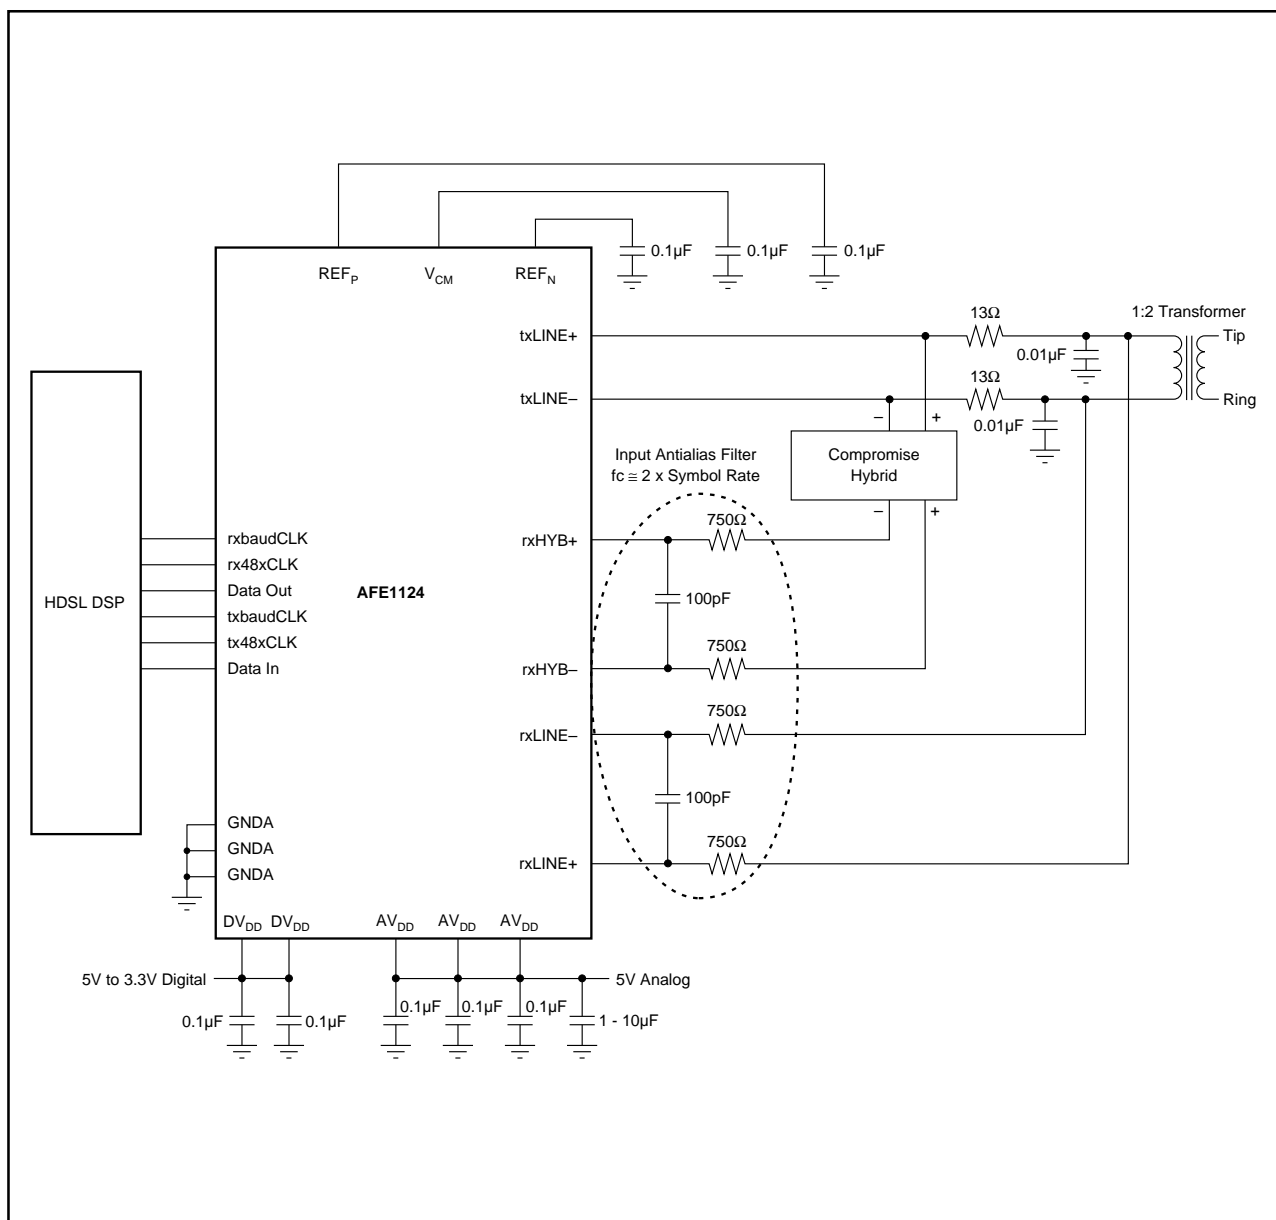 0.1µF
0.1µF
0.1µF
REFP
VCM
REFN
13Ω
1:2 Transformer
txLINE+
Tip
0.01µF
13Ω
txLINE–
Ring
0.01µF
– +
Input Antialias Filter
fc ≅ 2 x Symbol Rate
Compromise
Hybrid
– +
750Ω
rxbaudCLK
rxHYB+
rx48xCLK
Data Out
AFE1124
100pF
HDSL DSP
txbaudCLK
tx48xCLK
750Ω
Data In
rxHYB–
750Ω
rxLINE–
100pF
GNDA
750Ω
GNDA
rxLINE+
GNDA
DVDD
DVDD
AVDD
AVDD
AVDD
5V to 3.3V Digital
5V Analog
0.1µF
0.1µF
0.1µF
0.1µF
0.1µF
1 - 10µF